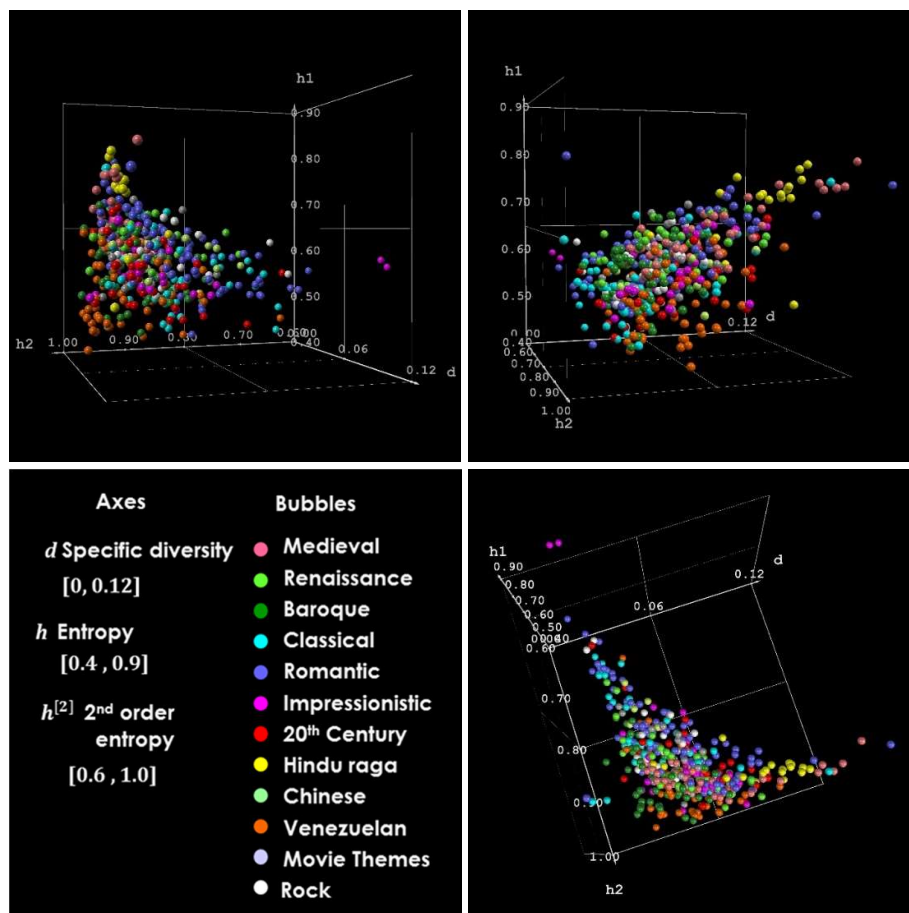 h1
0.90
0.80
0.70
0.60
0.50
0.40
h2
1.00
0.90
0.80
0.70
0.60
0.06
0.12
d
h1
0.90
0.80
0.70
0.60
0.50
0.40
0.00
0.60
0.70
0.80
0.90
1.00
h2
0.12
d
Axes
d Specific diversity
[0, 0.12]
h Entropy
[0.4 , 0.9]
h[2] 2nd order
entropy
[0.6 , 1.0]
Bubbles
Medieval
Renaissance
Baroque
Classical
Romantic
Impressionistic
20th Century
Hindu raga
Chinese
Venezuelan
Movie Themes
Rock
h1
0.90
0.80
0.70
0.60
0.50
0.60
0.70
0.80
0.90
1.00
h2
0.06
0.12
d